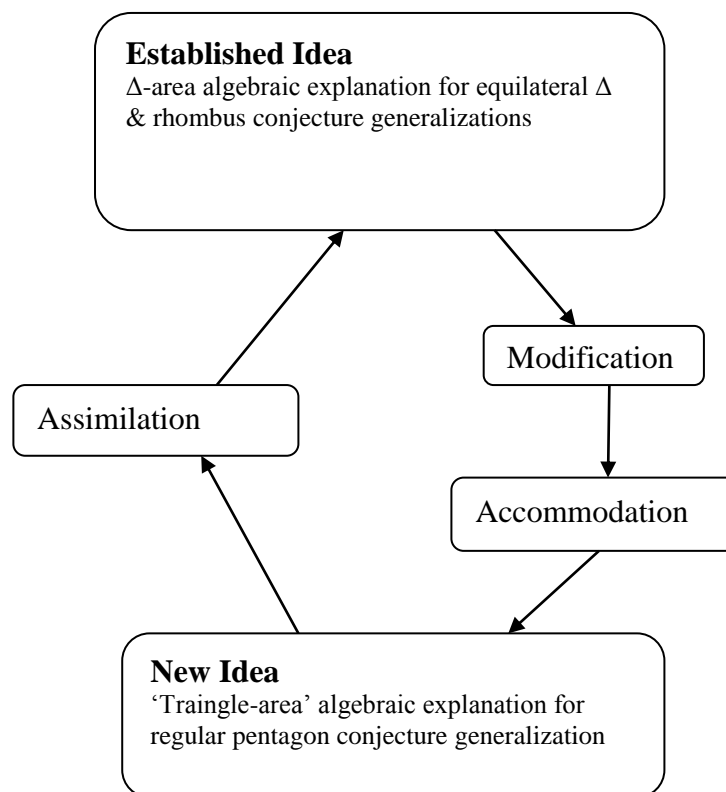 Established Idea
Δ-area algebraic explanation for equilateral Δ
& rhombus conjecture generalizations
Modification
Assimilation
Accommodation
New Idea
‘Traingle-area’ algebraic explanation for
regular pentagon conjecture generalization